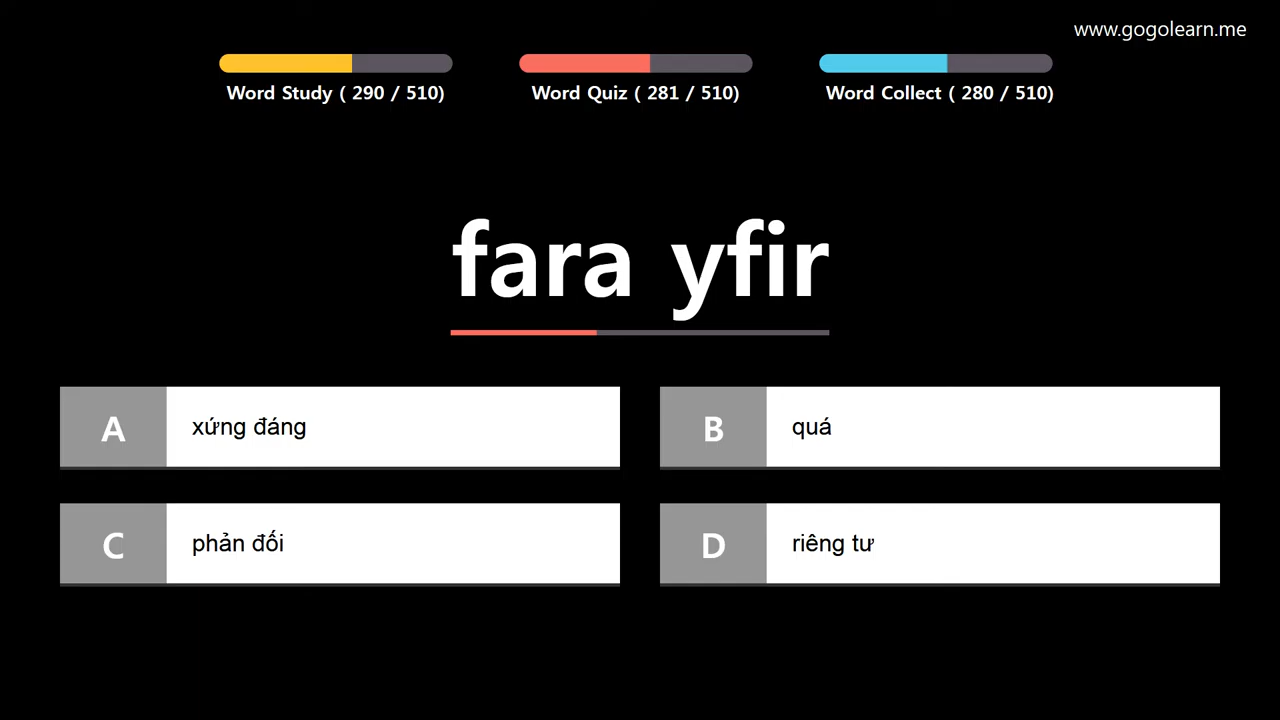 www.gogolearn.me
Word Study ( 290 / 510)
Word Quiz ( 281 / 510)
Word Collect ( 280 / 510)
fara yfir
A xứng đáng
B quá
C phản đối
D riêng tư